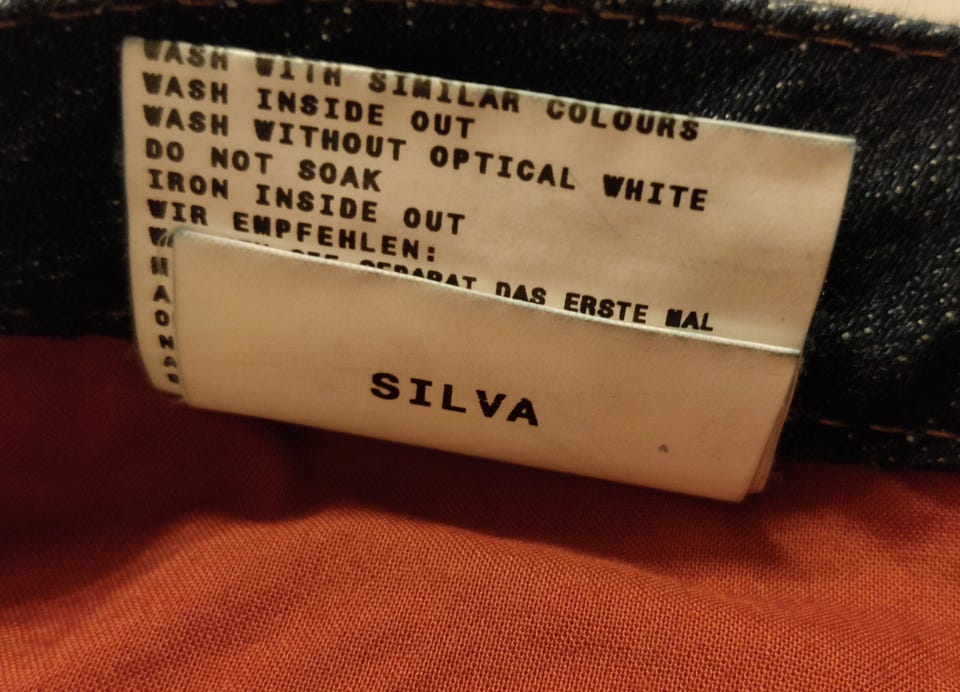 WASH WITH SIMILAR COLOURS
WASH INSIDE OUT
WASH WITHOUT OPTICAL WHITE
DO NOT SOAK
IRON INSIDE OUT
WIR EMPFEHLEN:
SEPARAT DAS ERSTE MAL
SILVA